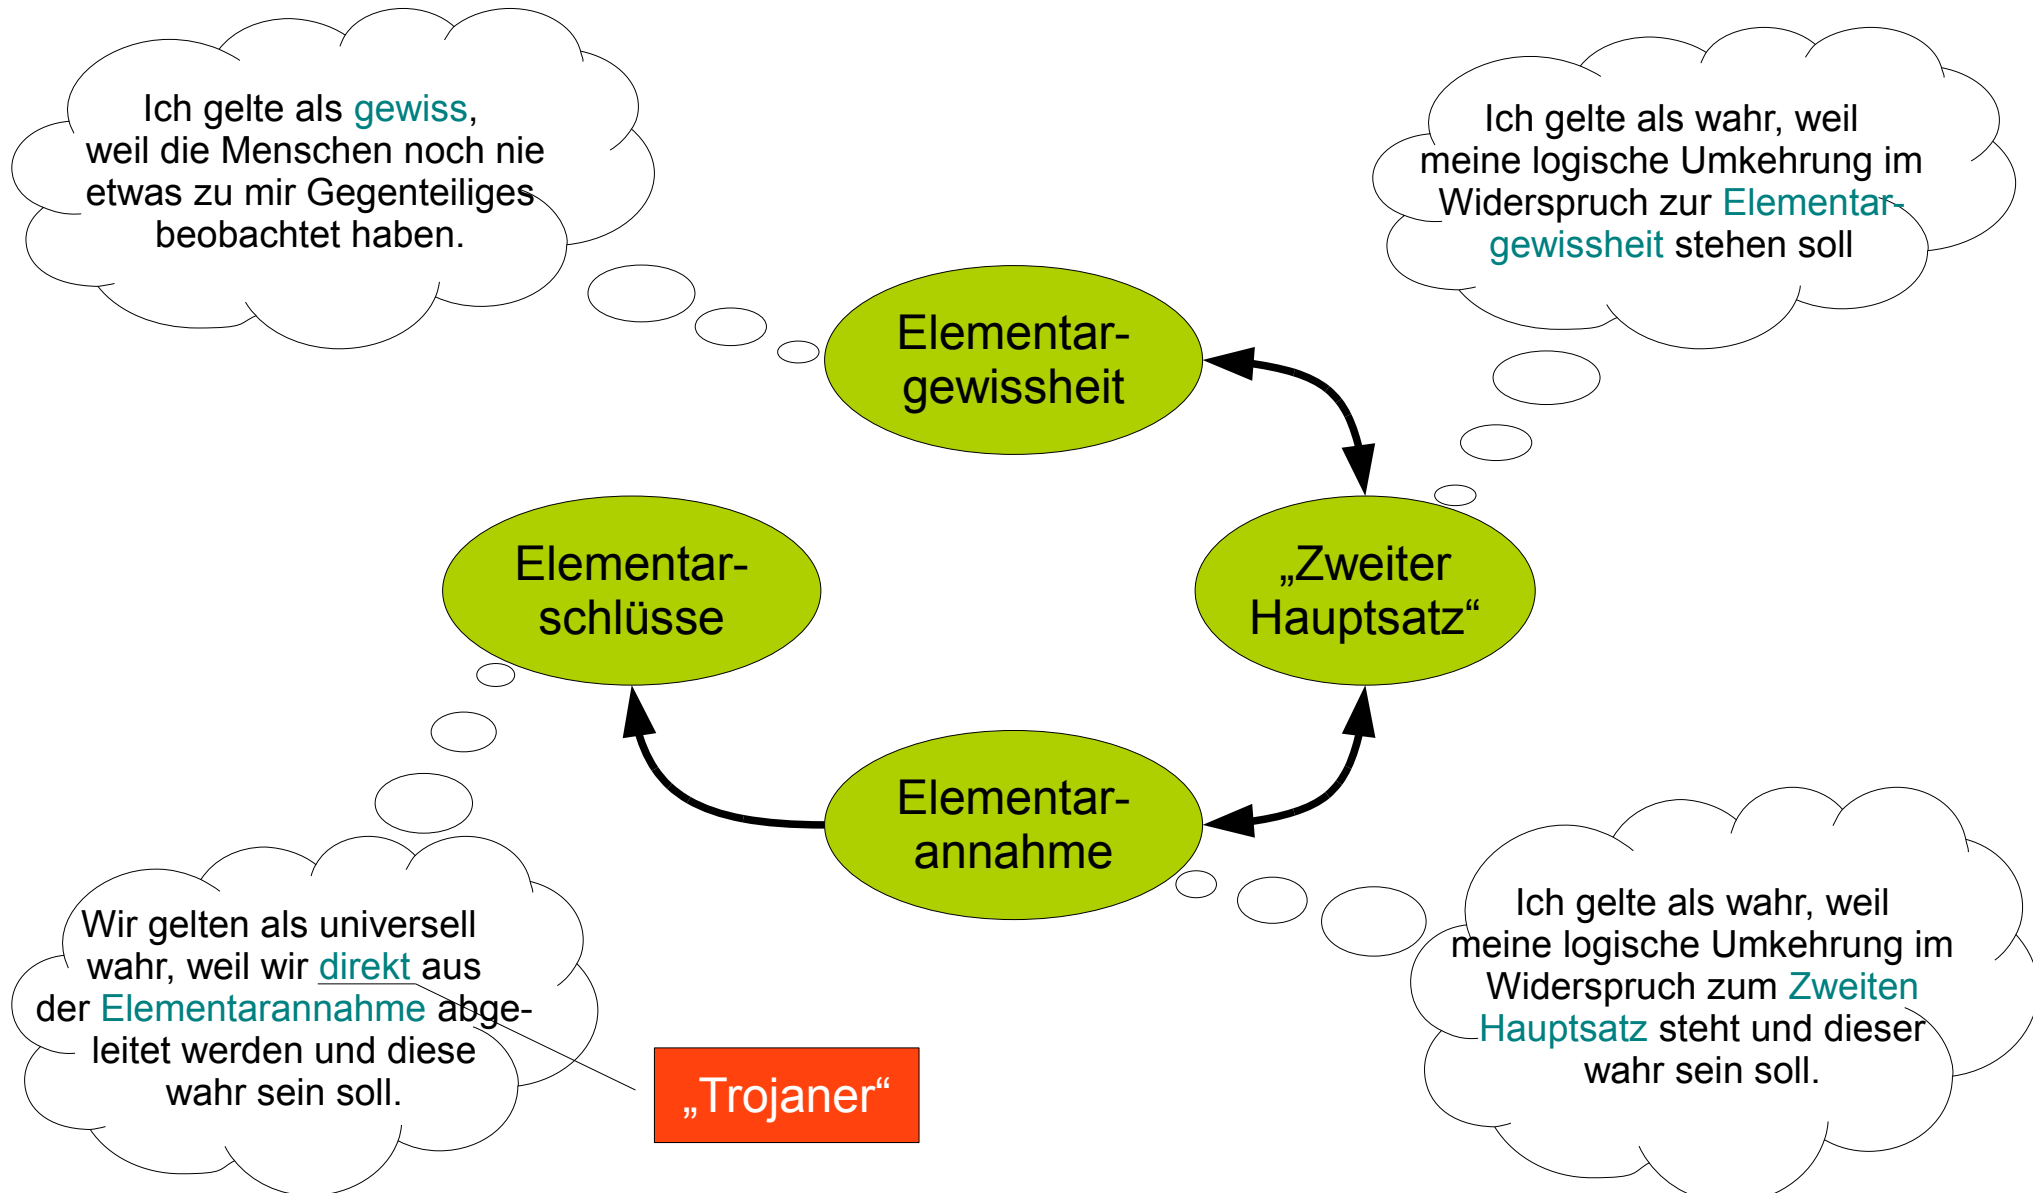 Ich gelte als gewiss,
weil die Menschen noch nie
etwas zu mir Gegenteiliges
beobachtet haben.
Ich gelte als wahr, weil
meine logische Umkehrung im
Widerspruch zur Elementar-
gewissheit stehen soll
Elementar-
gewissheit
Elementar-
schlüsse
„Zweiter
Hauptsatz“
Elementar-
annahme
Wir gelten als universell
wahr, weil wir direkt aus
der Elementarannahme abge-
leitet werden und diese
wahr sein soll.
„Trojaner“
Ich gelte als wahr, weil
meine logische Umkehrung im
Widerspruch zum Zweiten
Hauptsatz steht und dieser
wahr sein soll.